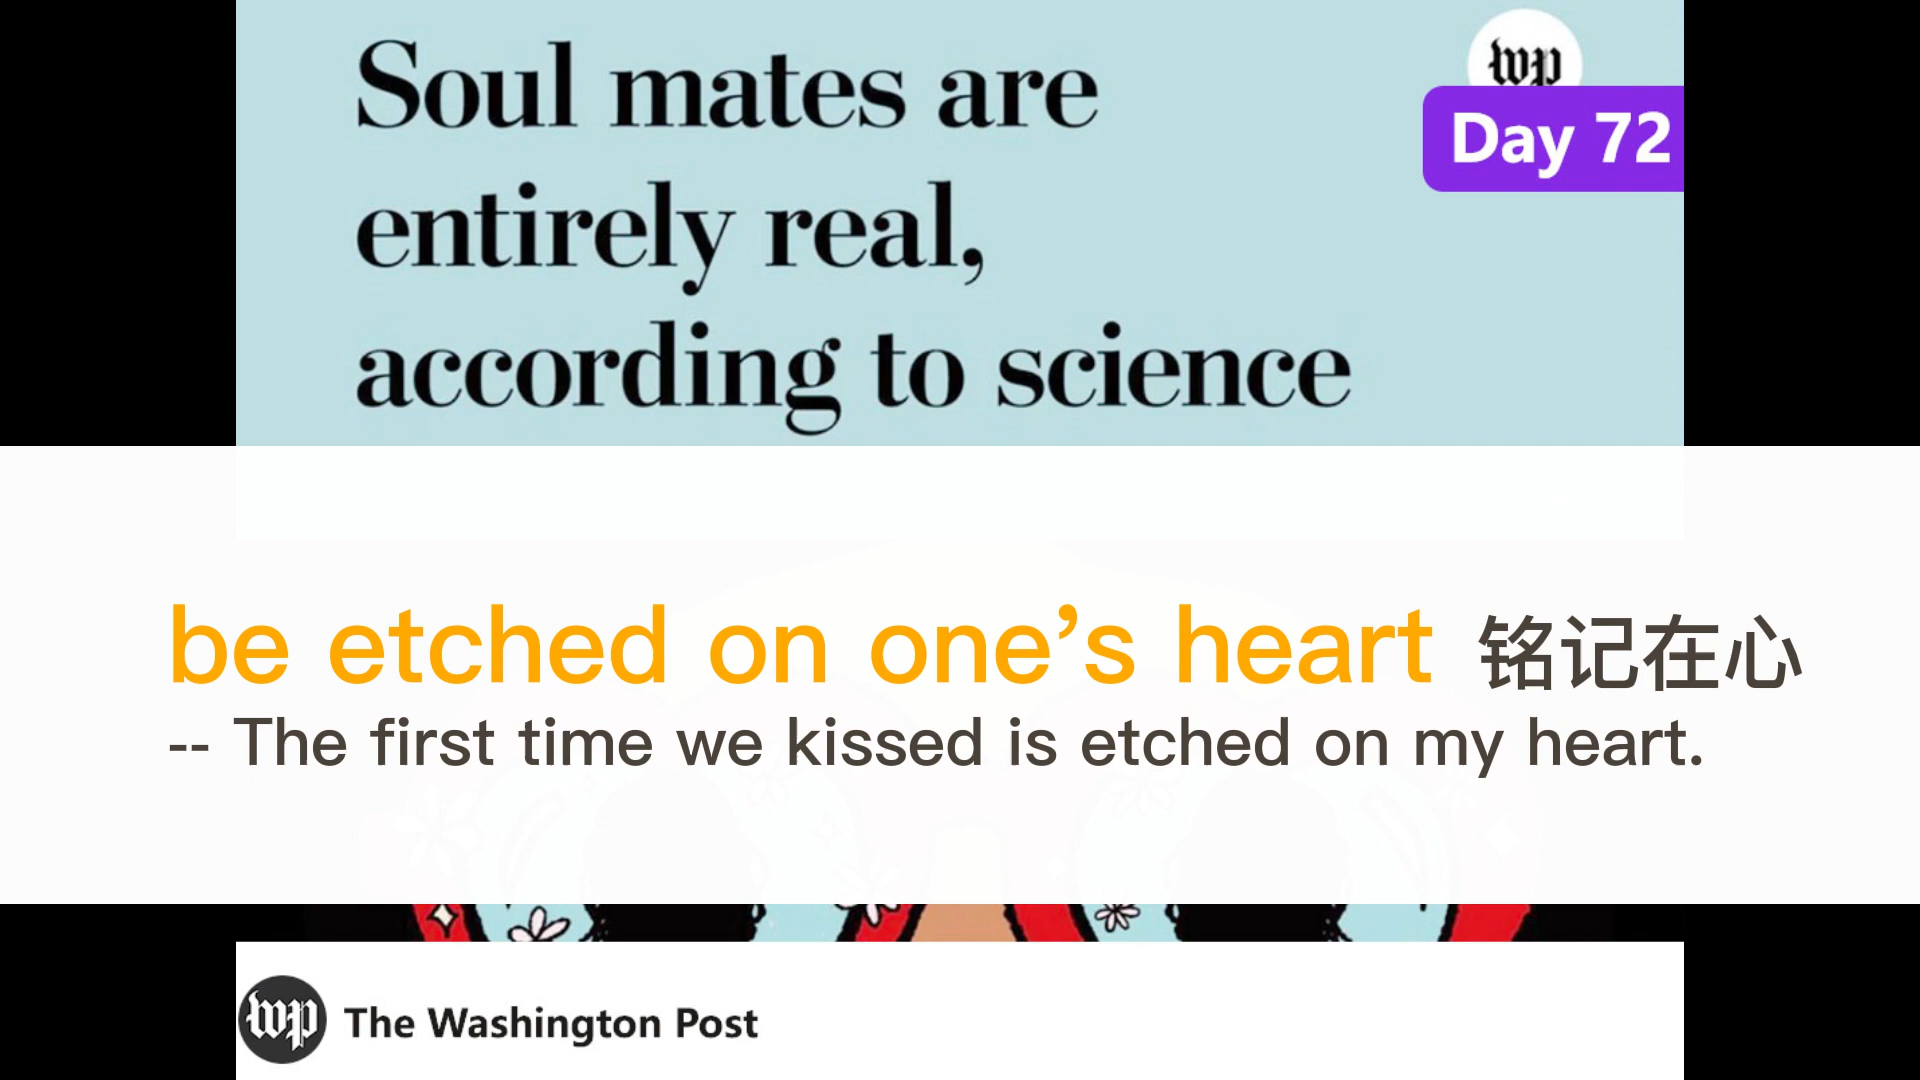 Soul mates are
wp
Day 72
entirely real,
according to science
be etched on one’s heart 铭记在心
-- The first time we kissed is etched on my heart.
wp The Washington Post